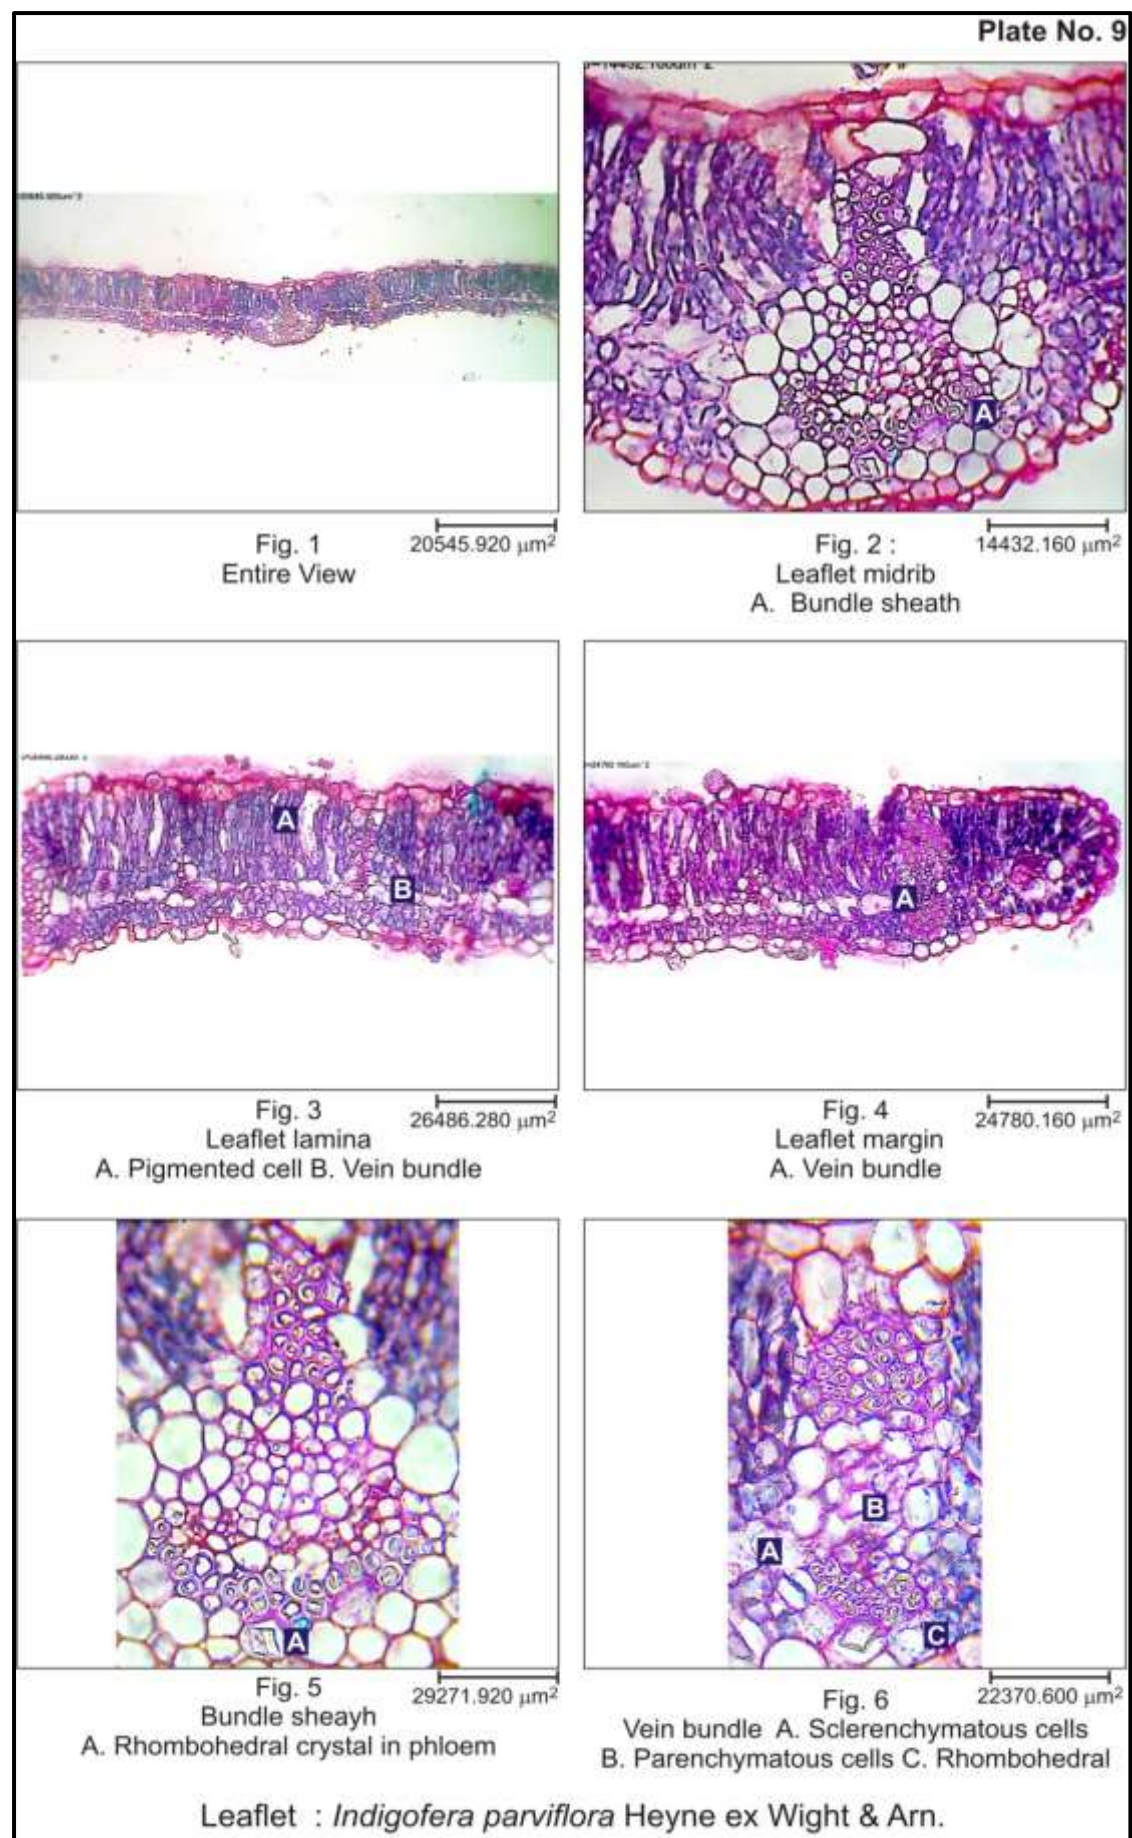 Plate No. 9
Fig. 1
20545.920 μm²
Entire View
Fig. 2 :
14432.160 μm²
Leaflet midrib
A. Bundle sheath
A
Fig. 3
26486.280 μm²
Leaflet lamina
A. Pigmented cell B. Vein bundle
A
B
Fig. 4
24780.160 μm²
Leaflet margin
A. Vein bundle
A
Fig. 5
29271.920 μm²
Bundle sheayh
A. Rhombohedral crystal in phloem
A
Fig. 6
22370.600 μm²
Vein bundle A. Sclerenchymatous cells
B. Parenchymatous cells C. Rhombohedral
B
A
C
Leaflet : Indigofera parviflora Heyne ex Wight & Arn.